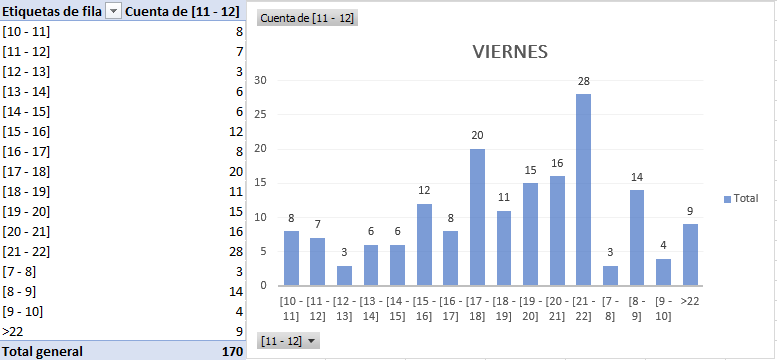 Etiquetas de fila Cuenta de [11 - 12]
[10 - 11] 8
[11 - 12] 7
[12 - 13] 3
[13 - 14] 6
[14 - 15] 6
[15 - 16] 12
[16 - 17] 8
[17 - 18] 20
[18 - 19] 11
[19 - 20] 15
[20 - 21] 16
[21 - 22] 28
[7 - 8] 3
[8 - 9] 14
[9 - 10] 4
>22 9
Total general 170
Cuenta de [11 - 12]
VIERNES
30
25
20
15
10
5
0
8 7 3 6 6 12 8 20 11 15 16 28 3 14 4 9
[10 - [11 - [12 - [13 - [14 - [15 - [16 - [17 - [18 - [19 - [20 - [21 - [7 - [8 - [9 - >22
11] 12] 13] 14] 15] 16] 17] 18] 19] 20] 21] 22] 8] 9] 10]
Total
[11 - 12]